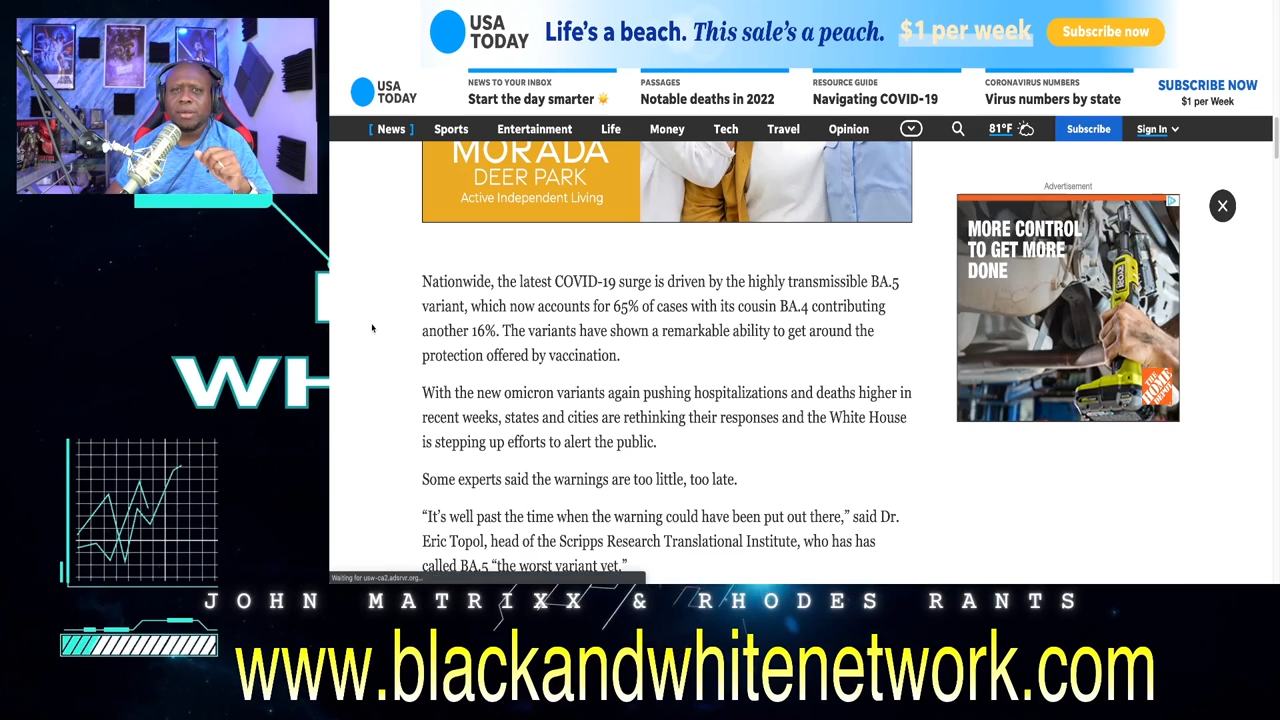 USA
TODAY
Life's a beach. This sale's a peach. $1 per week
Subscribe now
USA
TODAY
NEWS TO YOUR INBOX
Start the day smarter
PASSAGES
Notable deaths in 2022
RESOURCE GUIDE
Navigating COVID-19
CORONAVIRUS NUMBERS
Virus numbers by state
SUBSCRIBE NOW
$1 per Week
[ News ] Sports Entertainment Life Money Tech Travel Opinion 81°F Subscribe Sign In
MORADA
DEER PARK
Active Independent Living
Advertisement
MORE CONTROL
TO GET MORE
DONE
RYOBI
THE
HOME
DEPOT
Nationwide, the latest COVID-19 surge is driven by the highly transmissible BA.5
variant, which now accounts for 65% of cases with its cousin BA.4 contributing
another 16%. The variants have shown a remarkable ability to get around the
protection offered by vaccination.
With the new omicron variants again pushing hospitalizations and deaths higher in
recent weeks, states and cities are rethinking their responses and the White House
is stepping up efforts to alert the public.
Some experts said the warnings are too little, too late.
“It’s well past the time when the warning could have been put out there,” said Dr.
Eric Topol, head of the Scripps Research Translational Institute, who has has
called BA.5 “the worst variant yet.”
Waiting for usw-ca2.adsrvr.org...
WH
JOHN MATRIXX & RHODES RANTS
www.blackandwhitenetwork.com